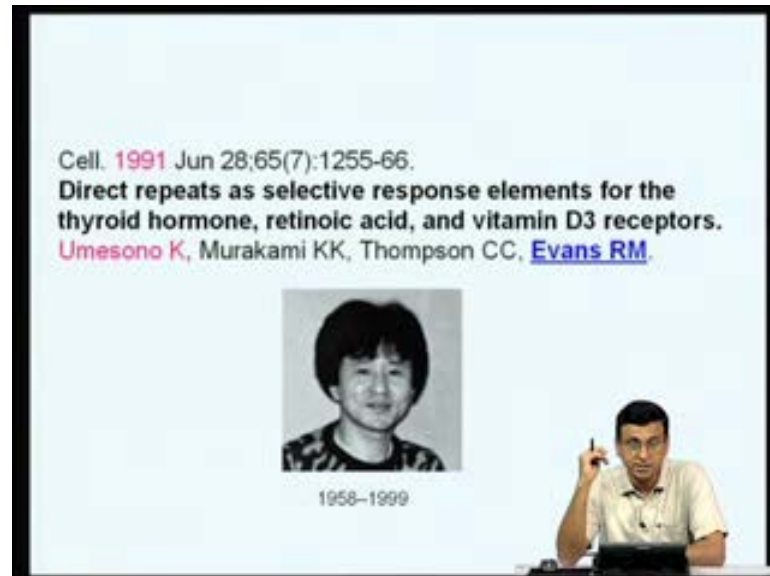 Cell. 1991 Jun 28;65(7):1255-66.
Direct repeats as selective response elements for the
thyroid hormone, retinoic acid, and vitamin D3 receptors.
Umesono K, Murakami KK, Thompson CC, Evans RM.
1958–1999